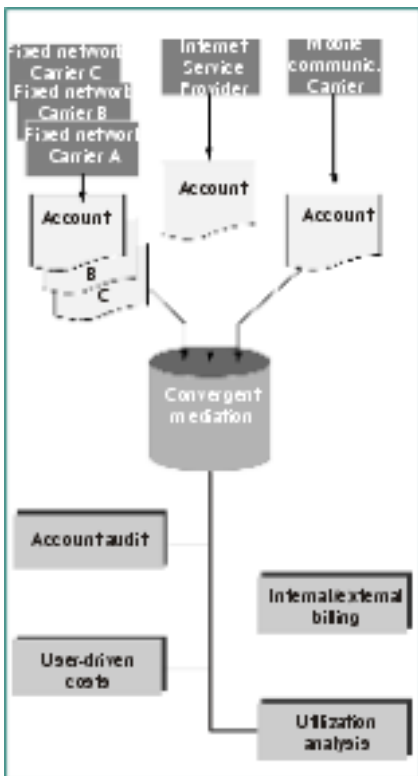 Fixed network
Carrier C
Fixed network
Carrier B
Fixed network
Carrier A
Internet
Service
Provider
Mobile
communic.
Carrier
Account
B
C
Account
Account
Convergent
mediation
Account audit
Internal/external
billing
User-driven
costs
Utilization
analysis